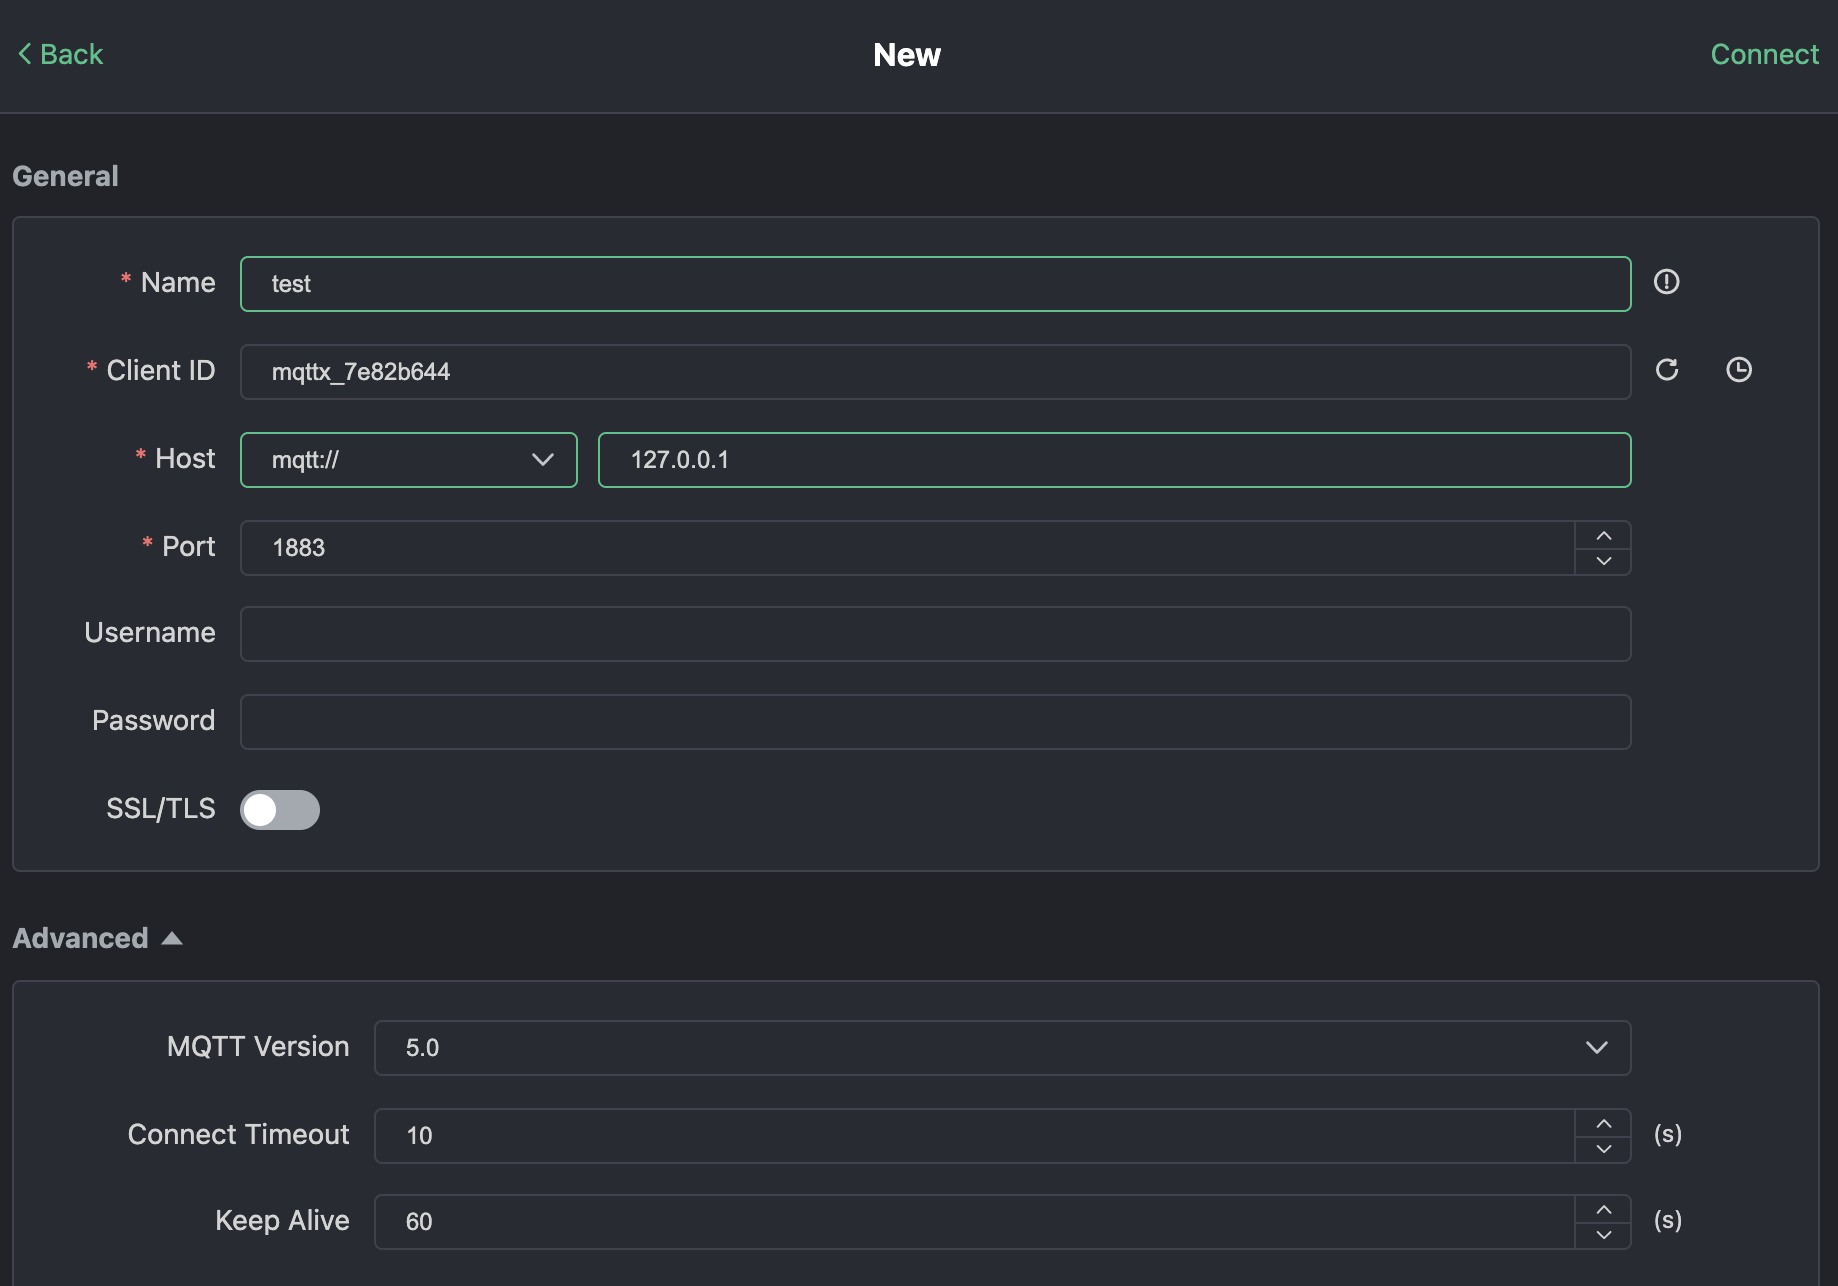 Back
New
Connect
General
* Name
test
* Client ID
mqttx_7e82b644
* Host
mqtt://
127.0.0.1
* Port
1883
Username
Password
SSL/TLS
Advanced
MQTT Version
5.0
Connect Timeout
10
(s)
Keep Alive
60
(s)